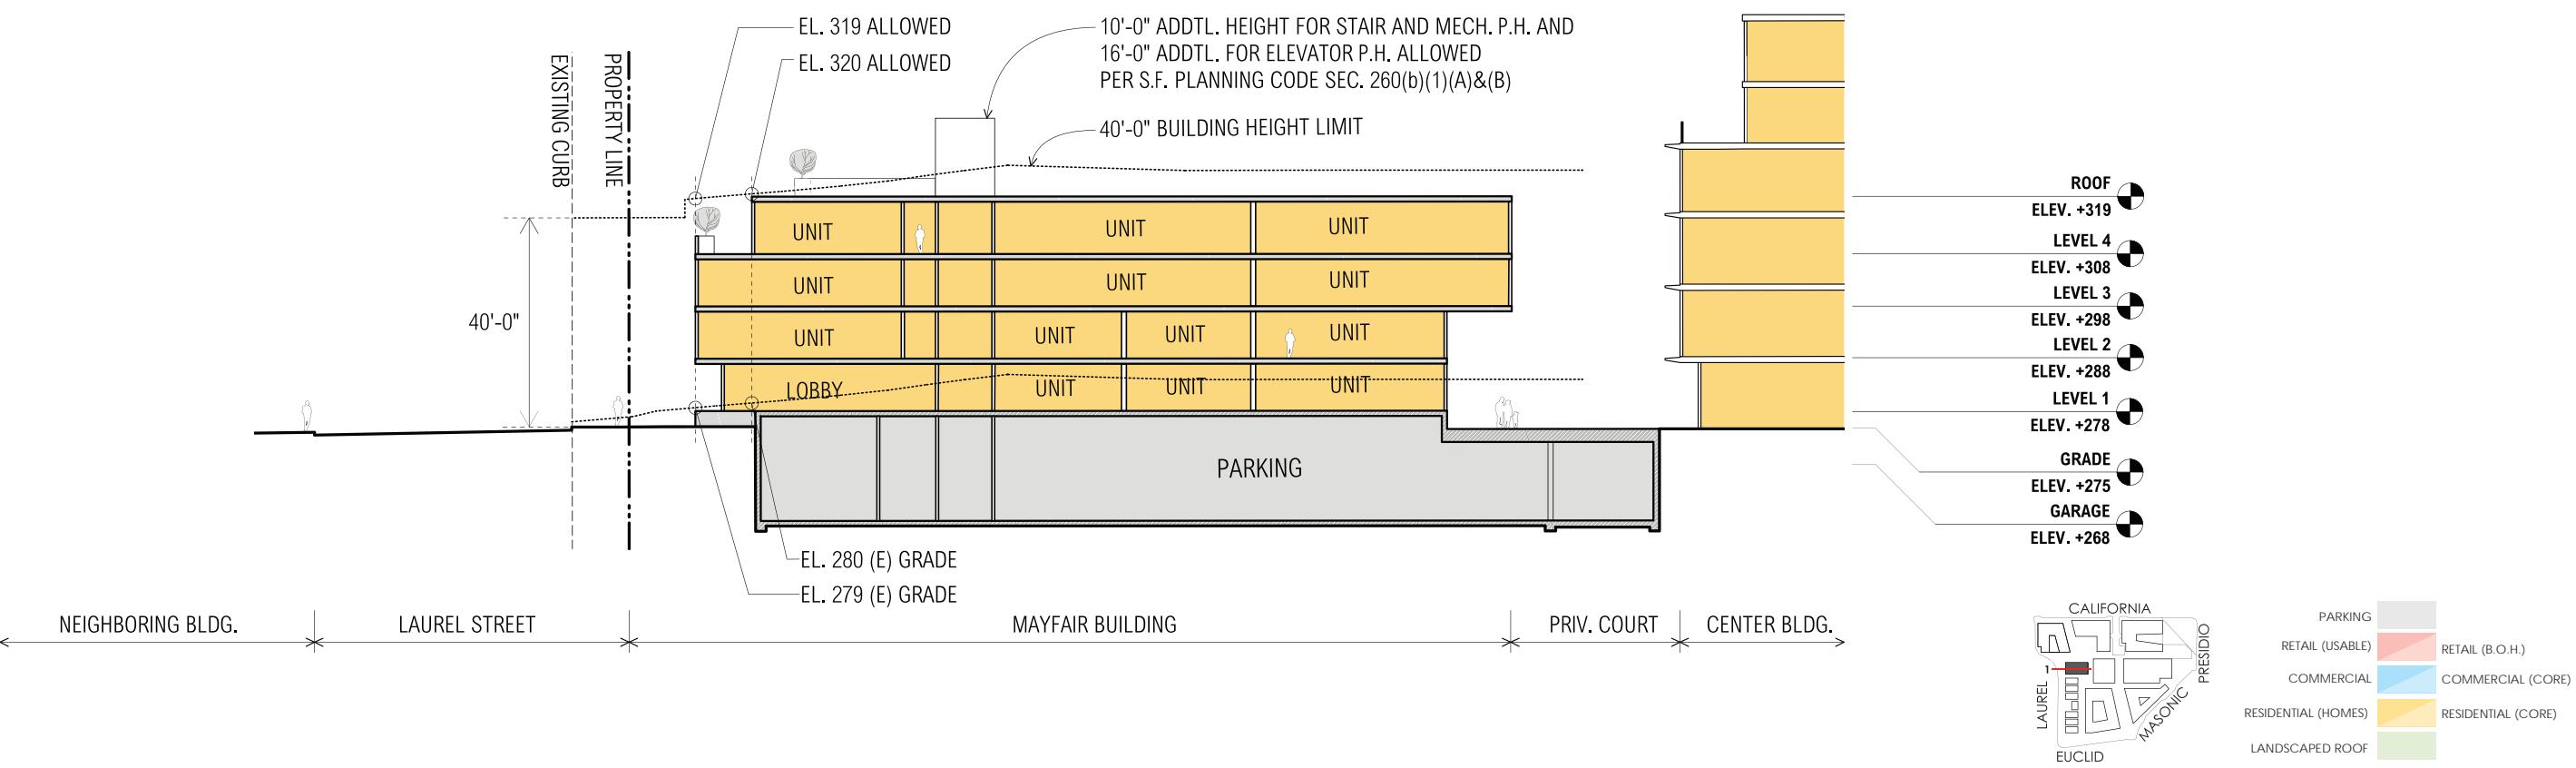 EL. 319 ALLOWED
EL. 320 ALLOWED
10'-0" ADDTL. HEIGHT FOR STAIR AND MECH. P.H. AND
16'-0" ADDTL. FOR ELEVATOR P.H. ALLOWED
PER S.F. PLANNING CODE SEC. 260(b)(1)(A)&(B)
40'-0" BUILDING HEIGHT LIMIT
EXISTING CURB
PROPERTY LINE
40'-0"
UNIT
UNIT
UNIT
UNIT
UNIT
UNIT
UNIT
UNIT
UNIT
UNIT
LOBBY
UNIT
UNIT
UNIT
PARKING
EL. 280 (E) GRADE
EL. 279 (E) GRADE
ROOF
ELEV. +319
LEVEL 4
ELEV. +308
LEVEL 3
ELEV. +298
LEVEL 2
ELEV. +288
LEVEL 1
ELEV. +278
GRADE
ELEV. +275
GARAGE
ELEV. +268
NEIGHBORING BLDG.
LAUREL STREET
MAYFAIR BUILDING
PRIV. COURT
CENTER BLDG.
CALIFORNIA
PRESIDIO
1
LAUREL
MASONIC
EUCLID
PARKING
RETAIL (USABLE)
RETAIL (B.O.H.)
COMMERCIAL
COMMERCIAL (CORE)
RESIDENTIAL (HOMES)
RESIDENTIAL (CORE)
LANDSCAPED ROOF